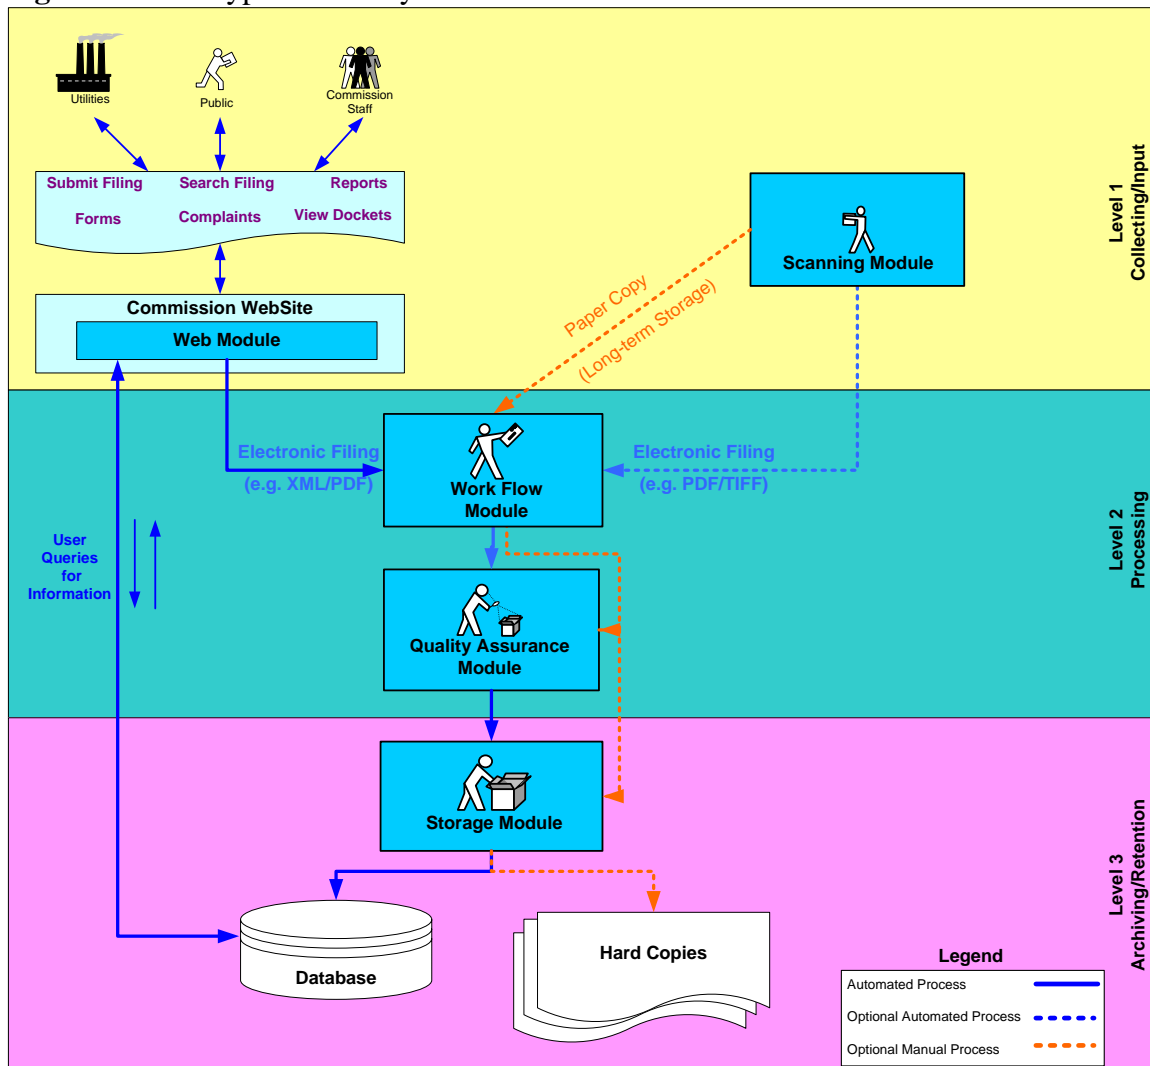 Utilities
Public
Commission
Staff
Submit Filing
Search Filing
Reports
Forms
Complaints
View Dockets
Commission WebSite
Web Module
Scanning Module
Paper Copy
(Long-term Storage)
Level 1
Collecting/Input
Electronic Filing
(e.g. XML/PDF)
Work Flow
Module
Electronic Filing
(e.g. PDF/TIFF)
User
Queries
for
Information
Quality Assurance
Module
Level 2
Processing
Storage Module
Database
Hard Copies
Level 3
Archiving/Retention
Legend
Automated Process
Optional Automated Process
Optional Manual Process